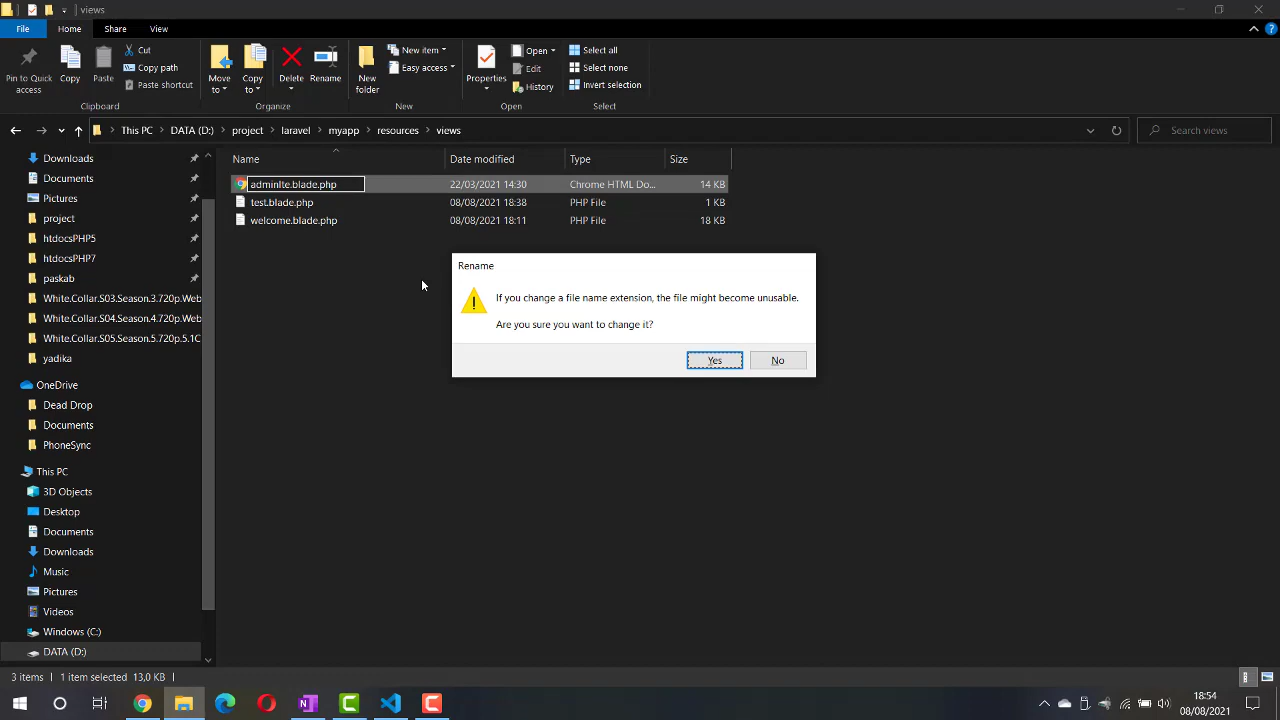 views
File
Home
Share
View
Pin to Quick access
Copy
Paste
Cut
Copy path
Paste shortcut
Clipboard
Move to
Copy to
Delete
Rename
Organize
New folder
New item
Easy access
New
Properties
Open
Edit
History
Open
Select all
Select none
Invert selection
Select
This PC
DATA (D:)
project
laravel
myapp
resources
views
Search views
Downloads
Documents
Pictures
project
htdocsPHP5
htdocsPHP7
paskab
White.Collar.S03.Season.3.720p.Web
White.Collar.S04.Season.4.720p.Web
White.Collar.S05.Season.5.720p.5.1C
yadika
OneDrive
Dead Drop
Documents
PhoneSync
This PC
3D Objects
Desktop
Documents
Downloads
Music
Pictures
Videos
Windows (C:)
DATA (D:)
Name Date modified Type Size
adminlte.blade.php 22/03/2021 14:30 Chrome HTML Do... 14 KB
test.blade.php 08/08/2021 18:38 PHP File 1 KB
welcome.blade.php 08/08/2021 18:11 PHP File 18 KB
Rename
If you change a file name extension, the file might become unusable.
Are you sure you want to change it?
Yes
No
3 items 1 item selected 13,0 KB
18:54
08/08/2021